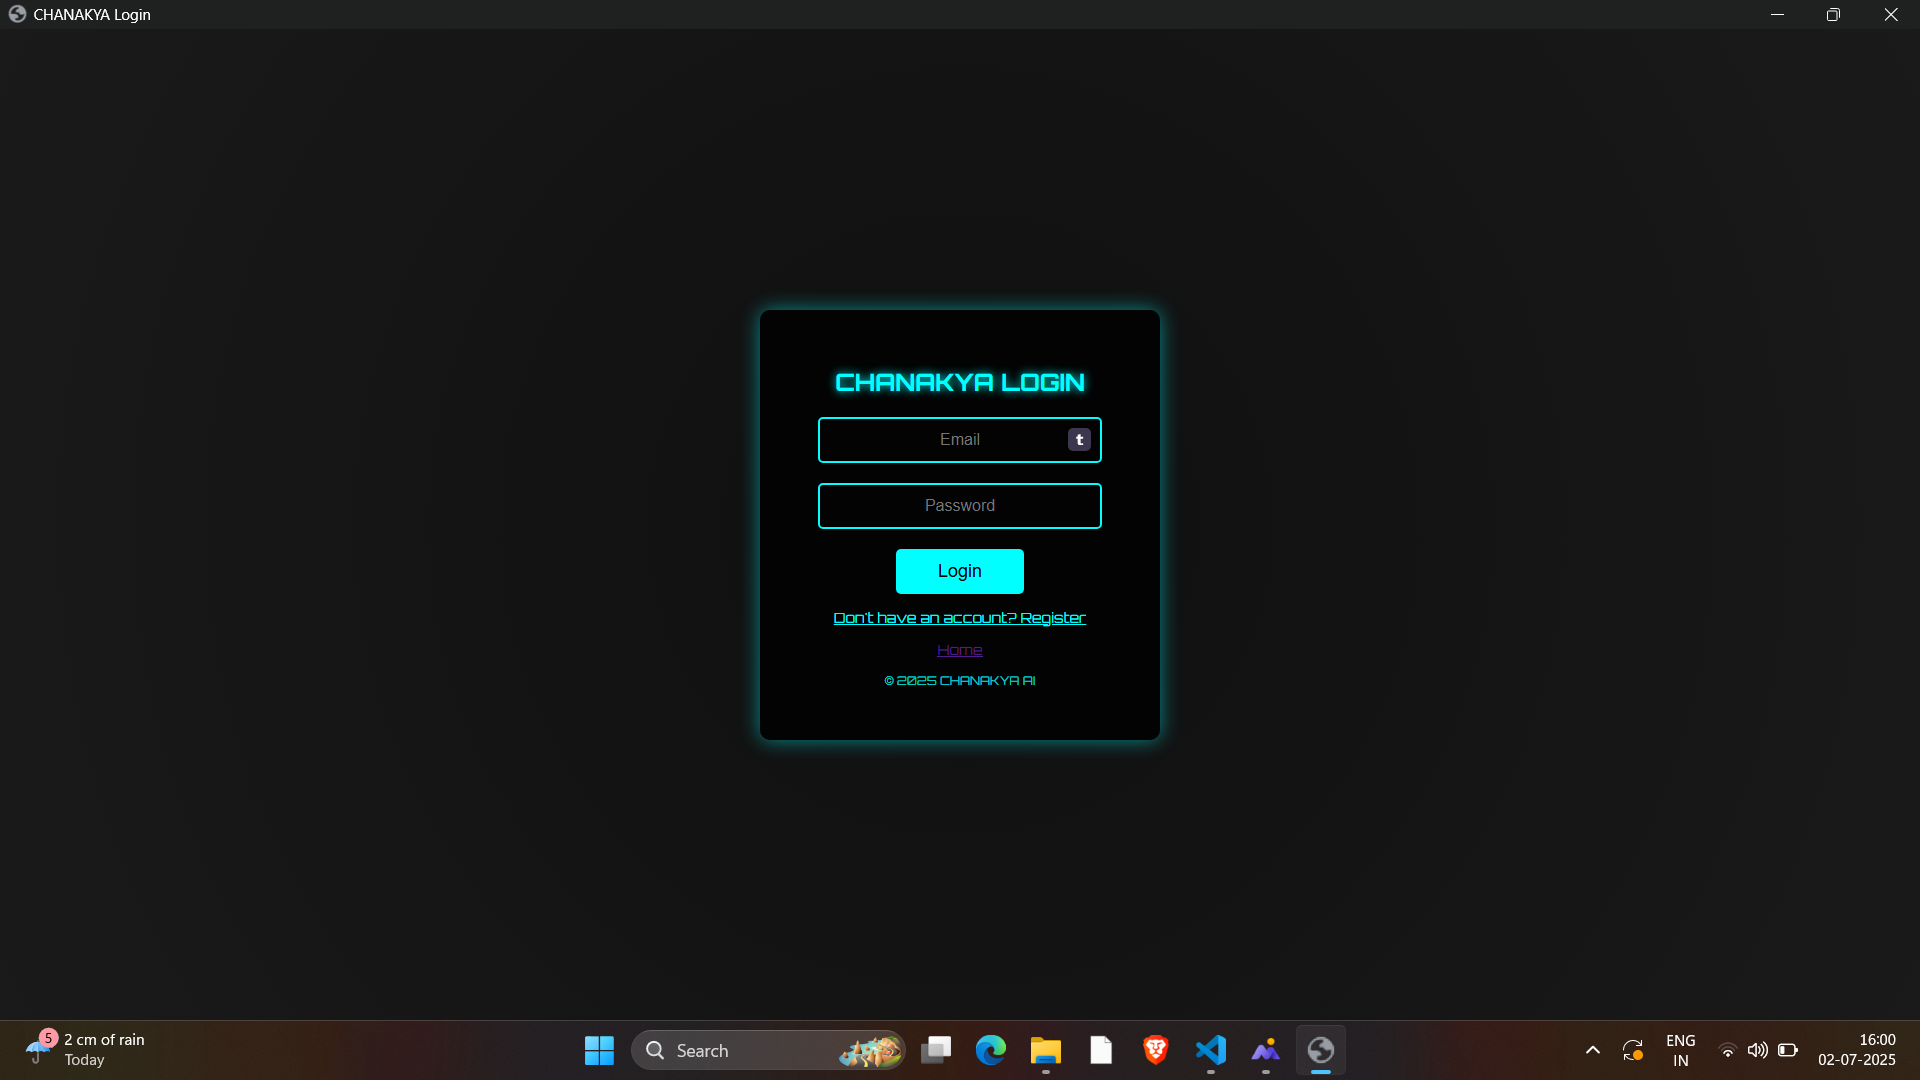 CHANAKYA Login
CHANAKYA LOGIN
Email
t
Password
Login
Don't have an account? Register
Home
© 2025 CHANAKYA AI
5
2 cm of rain
Today
Search
ENG
IN
16:00
02-07-2025